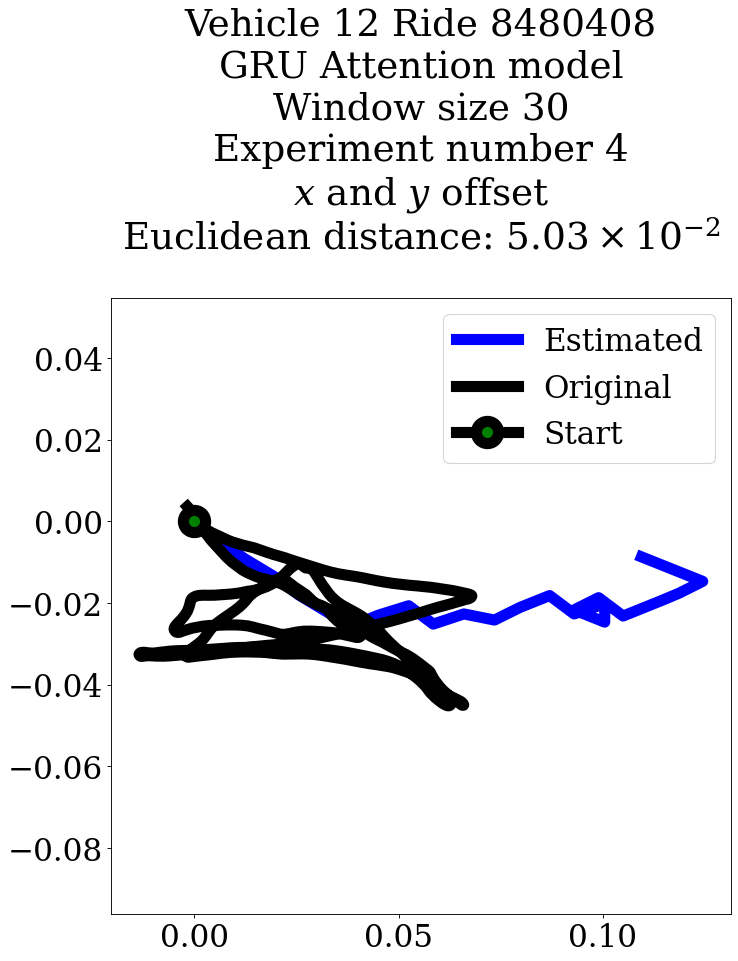 Vehicle 12 Ride 8480408
GRU Attention model
Window size 30
Experiment number 4
x and y offset
Euclidean distance: 5.03 × 10⁻²
Estimated
Original
Start
0.04
0.02
0.00
−0.02
−0.04
−0.06
−0.08
0.00 0.05 0.10